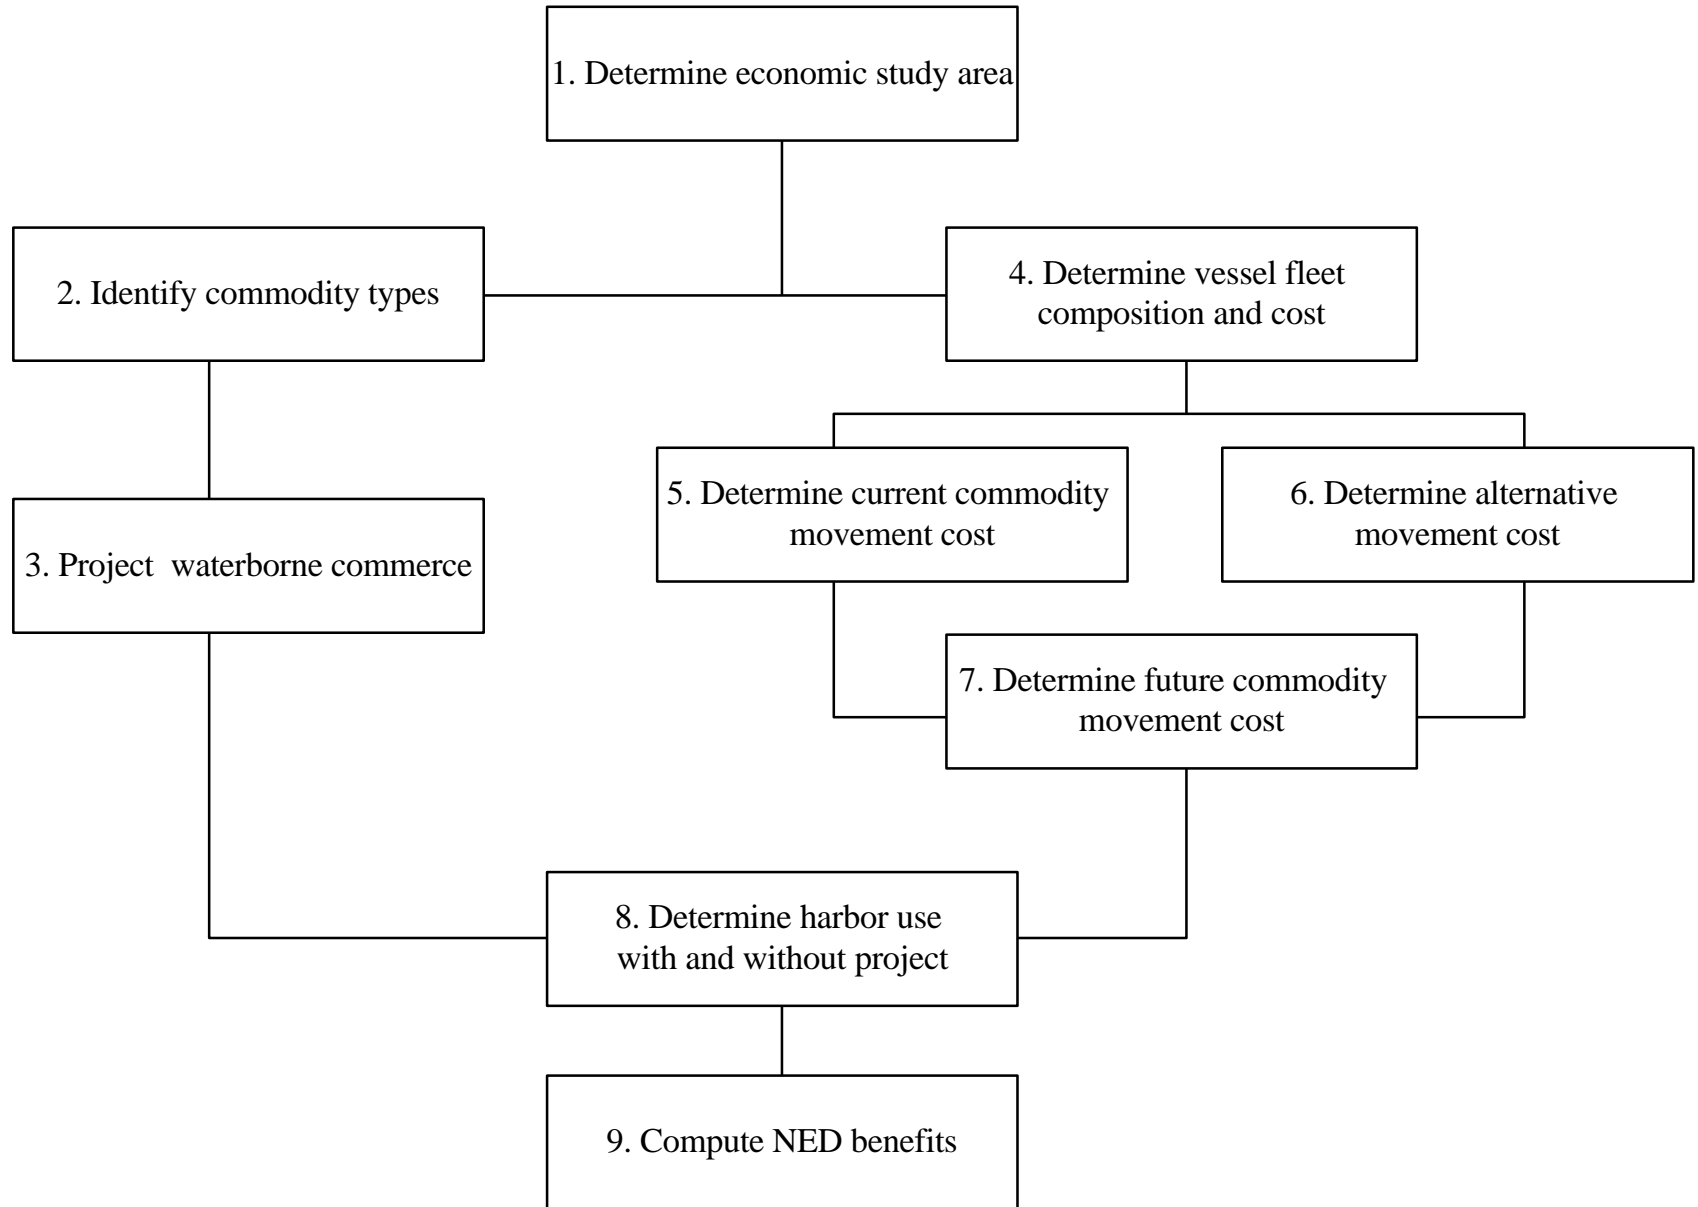 1. Determine economic study area
2. Identify commodity types
4. Determine vessel fleet
composition and cost
5. Determine current commodity
movement cost
6. Determine alternative
movement cost
3. Project  waterborne commerce
7. Determine future commodity
movement cost
8. Determine harbor use
with and without project
9. Compute NED benefits